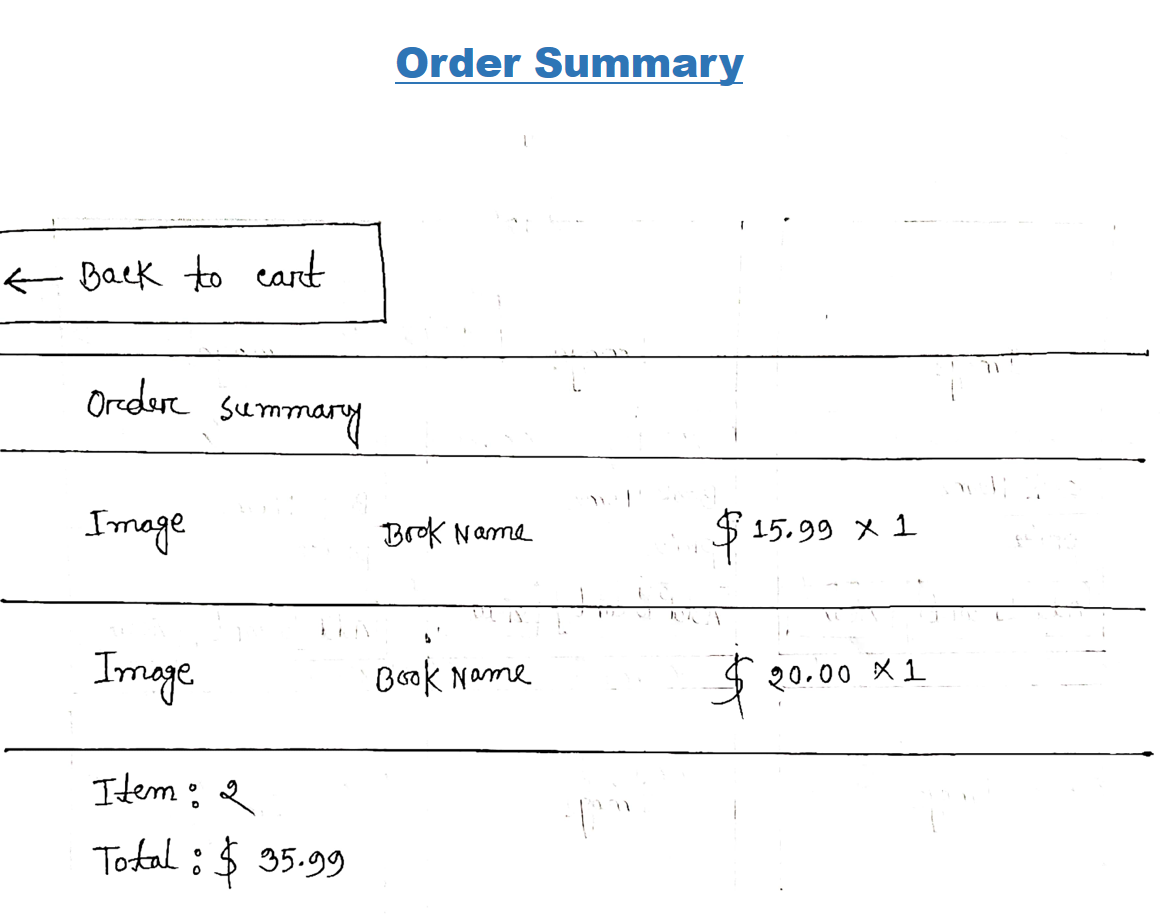 Order Summary
← Back to cart
Order summary
Image Book Name $ 15.99 × 1
Image Book Name $ 20.00 × 1
Item : 2
Total : $ 35.99